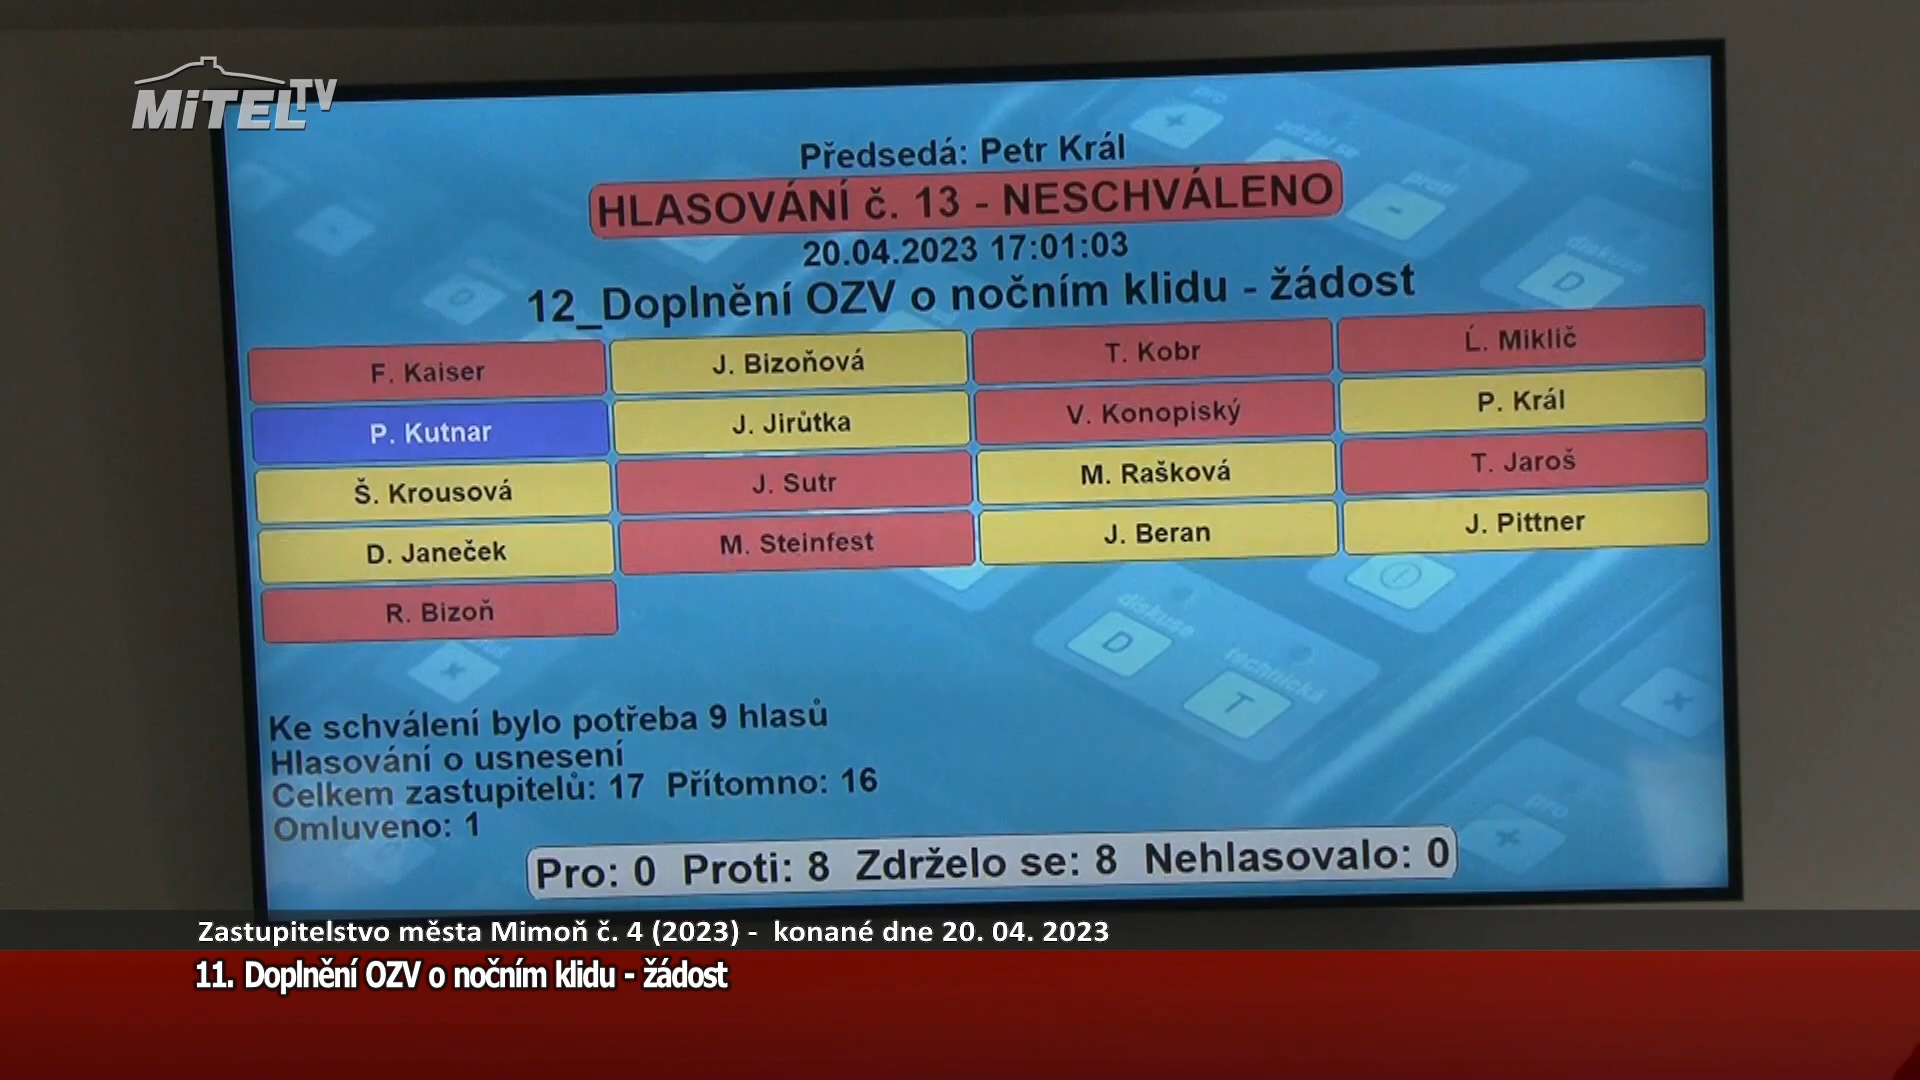 MiTEL TV
Předsedá: Petr Král
HLASOVÁNÍ č. 13 - NESCHVÁLENO
20.04.2023 17:01:03
12_Doplnění OZV o nočním klidu - žádost
F. Kaiser J. Bizoňová T. Kobr Ĺ. Miklič
P. Kutnar J. Jirůtka V. Konopiský P. Král
Š. Krousová J. Sutr M. Rašková T. Jaroš
D. Janeček M. Steinfest J. Beran J. Pittner
R. Bizoň
diskuse
D
technická
T
Ke schválení bylo potřeba 9 hlasů
Hlasování o usnesení
Celkem zastupitelů: 17 Přítomno: 16
Omluveno: 1
Pro: 0 Proti: 8 Zdrželo se: 8 Nehlasovalo: 0
Zastupitelstvo města Mimoň č. 4 (2023) - konané dne 20. 04. 2023
11. Doplnění OZV o nočním klidu - žádost